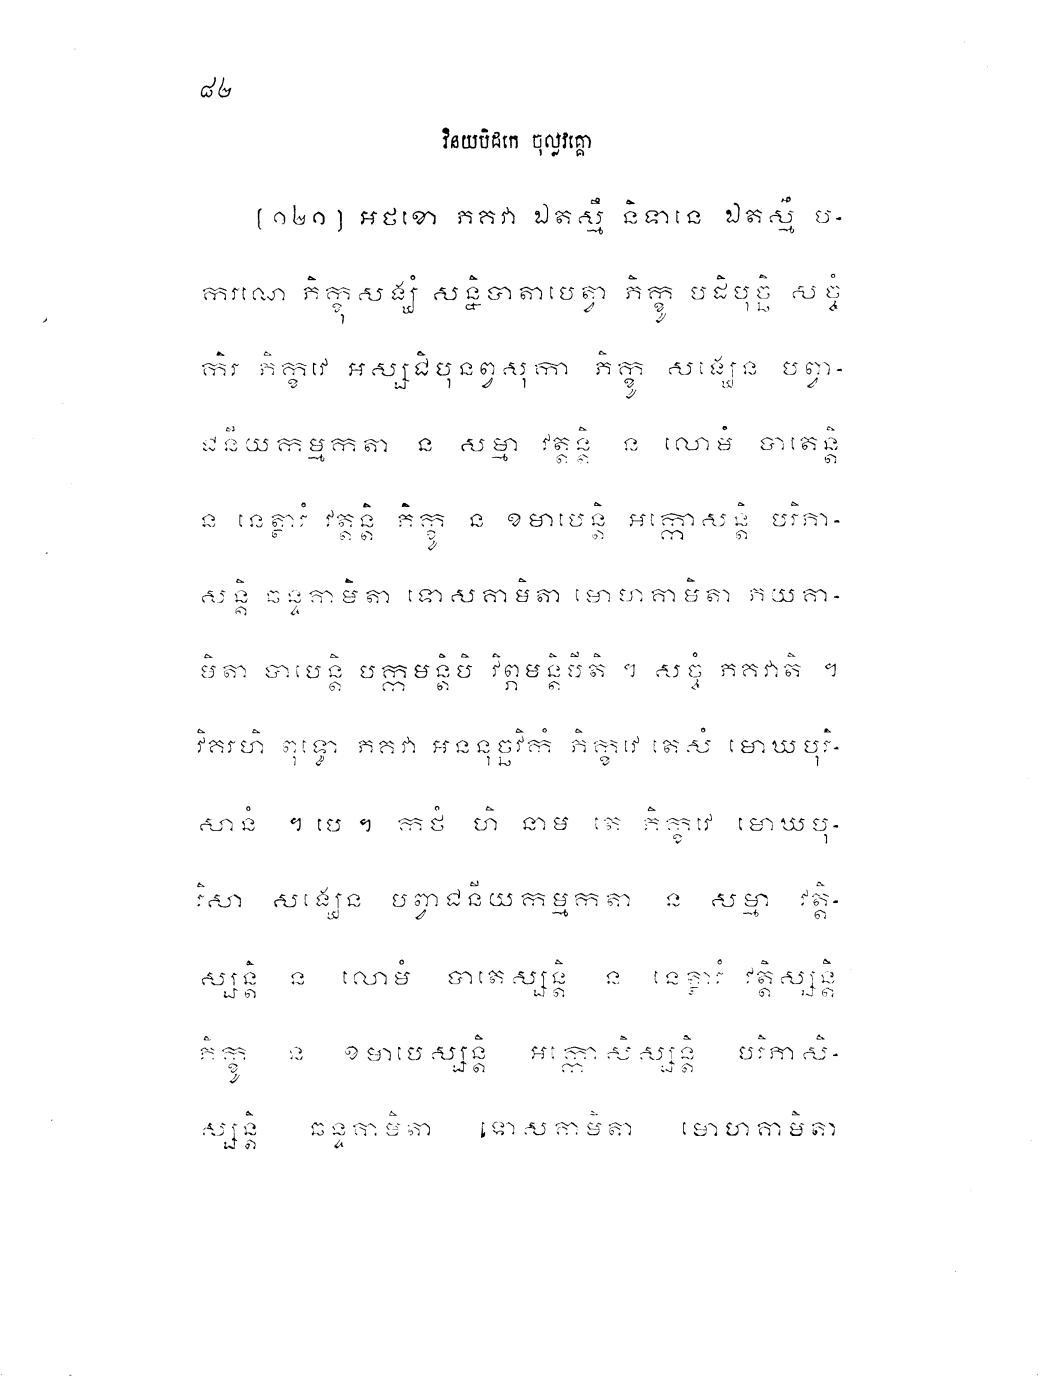 ៨២
វិនយបិដកេ ចុល្លវគ្គោ
(១២១) អថខោ ភគវា ឯតស្មឹ និទានេ ឯតស្មឹ ប-
ការណេ ភិក្ខុសង្ឃំ សន្និបាតាបេត្វា ភិក្ខូ បដិបុច្ឆិ សច្ចំ
កិរ ភិក្ខវេ អស្សជិបុនព្វសុកា ភិក្ខូ សង្ឃេន បព្វា-
ជនីយកម្មកតា ន សម្មា វត្តន្តិ ន លោមំ បាតេន្តិ
ន នេត្ថារំ វត្តន្តិ ភិក្ខូ ន ខមាបេន្តិ អក្កោសន្តិ បរិភា-
សន្តិ ឆន្ទគាមិតា ទោសគាមិតា មោហគាមិតា ភយគា-
មិតា បាបេន្តិ បក្កមន្តិបិ វិព្ភមន្តិបីតិ ។ សច្ចំ ភគវាតិ ។
វិគរហិ ពុទ្ធោ ភគវា អននុច្ឆវិកំ ភិក្ខវេ តេសំ មោឃបុរិ-
សានំ ។ បេ ។ កថំ ហិ នាម តេ ភិក្ខវេ មោឃបុ-
រិសា សង្ឃេន បព្វាជនីយកម្មកតា ន សម្មា វត្តិ-
ស្សន្តិ ន លោមំ បាតេស្សន្តិ ន នេត្ថារំ វត្តិស្សន្តិ
ភិក្ខូ ន ខមាបេស្សន្តិ អក្កោសិស្សន្តិ បរិភាសិ-
ស្សន្តិ ឆន្ទគាមិតា ទោសគាមិតា មោហគាមិតា